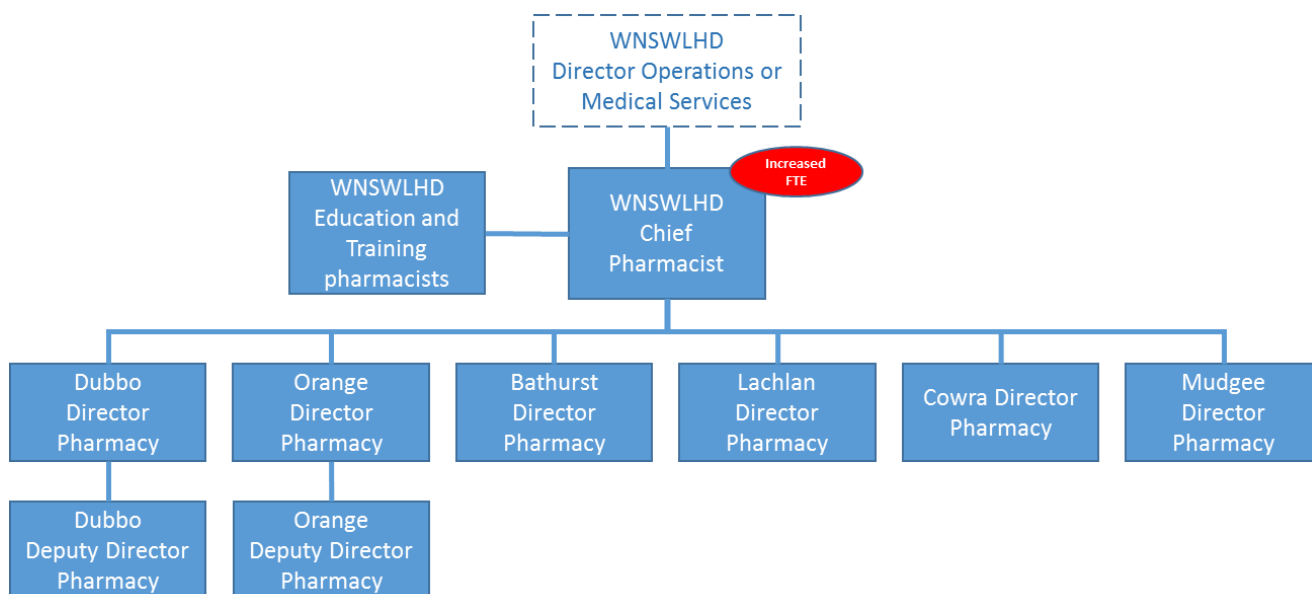 WNSWLHD
Director Operations or
Medical Services
Increased
FTE
WNSWLHD
Education and
Training
pharmacists
WNSWLHD
Chief
Pharmacist
Dubbo
Director
Pharmacy
Orange
Director
Pharmacy
Bathurst
Director
Pharmacy
Lachlan
Director
Pharmacy
Cowra Director
Pharmacy
Mudgee
Director
Pharmacy
Dubbo
Deputy Director
Pharmacy
Orange
Deputy Director
Pharmacy